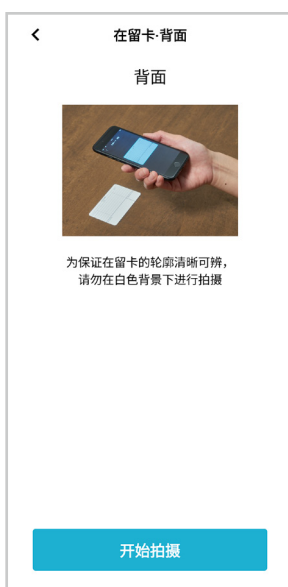 在留卡·背面
背面
为保证在留卡的轮廓清晰可辨，
请勿在白色背景下进行拍摄
开始拍摄